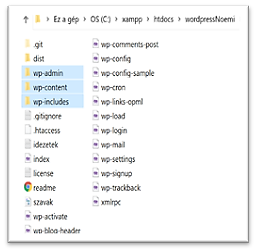 Ez a gép > OS (C:) > xampp > htdocs > wordpressNoemi
.git
dist
wp-admin
wp-content
wp-includes
.gitignore
.htaccess
idezetek
index
license
readme
szavak
wp-activate
wp-blog-header
wp-comments-post
wp-config
wp-config-sample
wp-cron
wp-links-opml
wp-load
wp-login
wp-mail
wp-settings
wp-signup
wp-trackback
xmlrpc